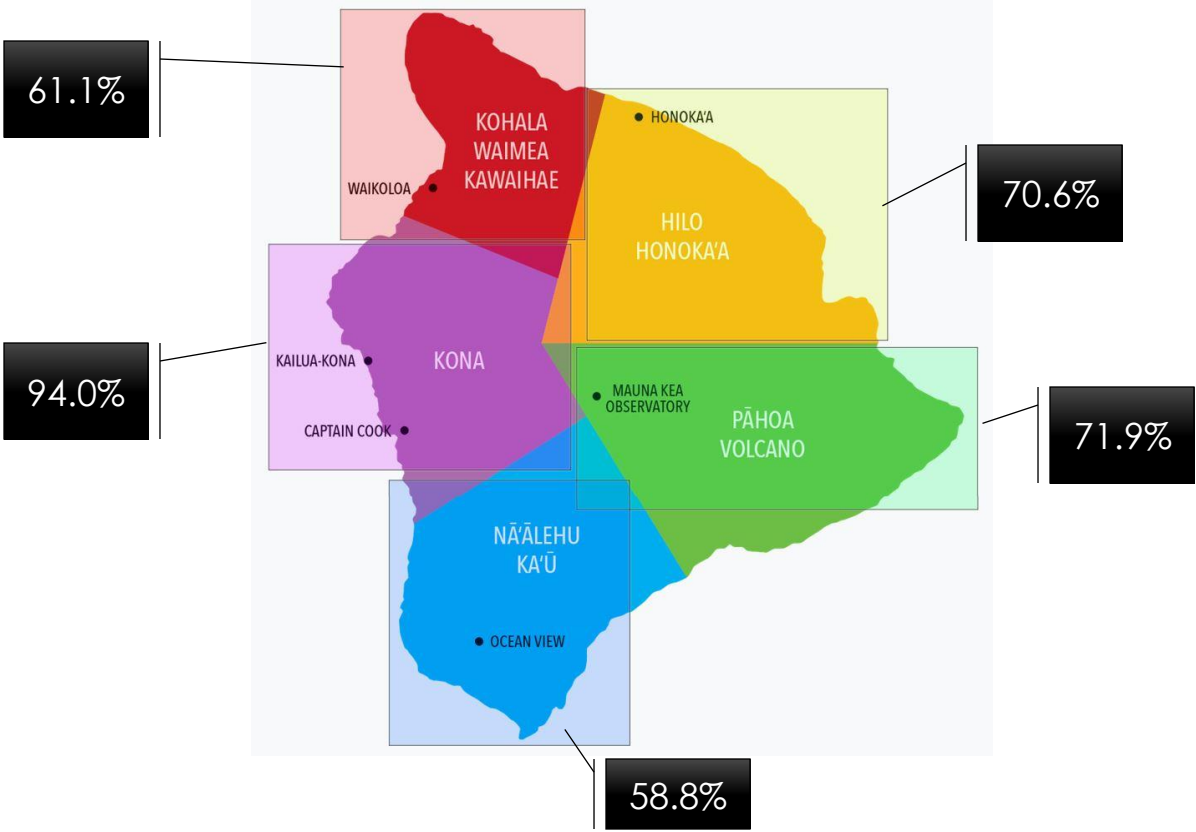 61.1%
KOHALA
WAIMEA
KAWAIHAE
WAIKOLOA
HONOKA‘A
HILO
HONOKA‘A
70.6%
94.0%
KAILUA-KONA
KONA
CAPTAIN COOK
MAUNA KEA
OBSERVATORY
PĀHOA
VOLCANO
71.9%
NĀ‘ĀLEHU
KA‘Ū
OCEAN VIEW
58.8%